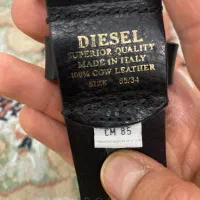 DIESEL
SUPERIOR QUALITY
MADE IN ITALY
100% COW LEATHER
SIZE 85/34
CM 85